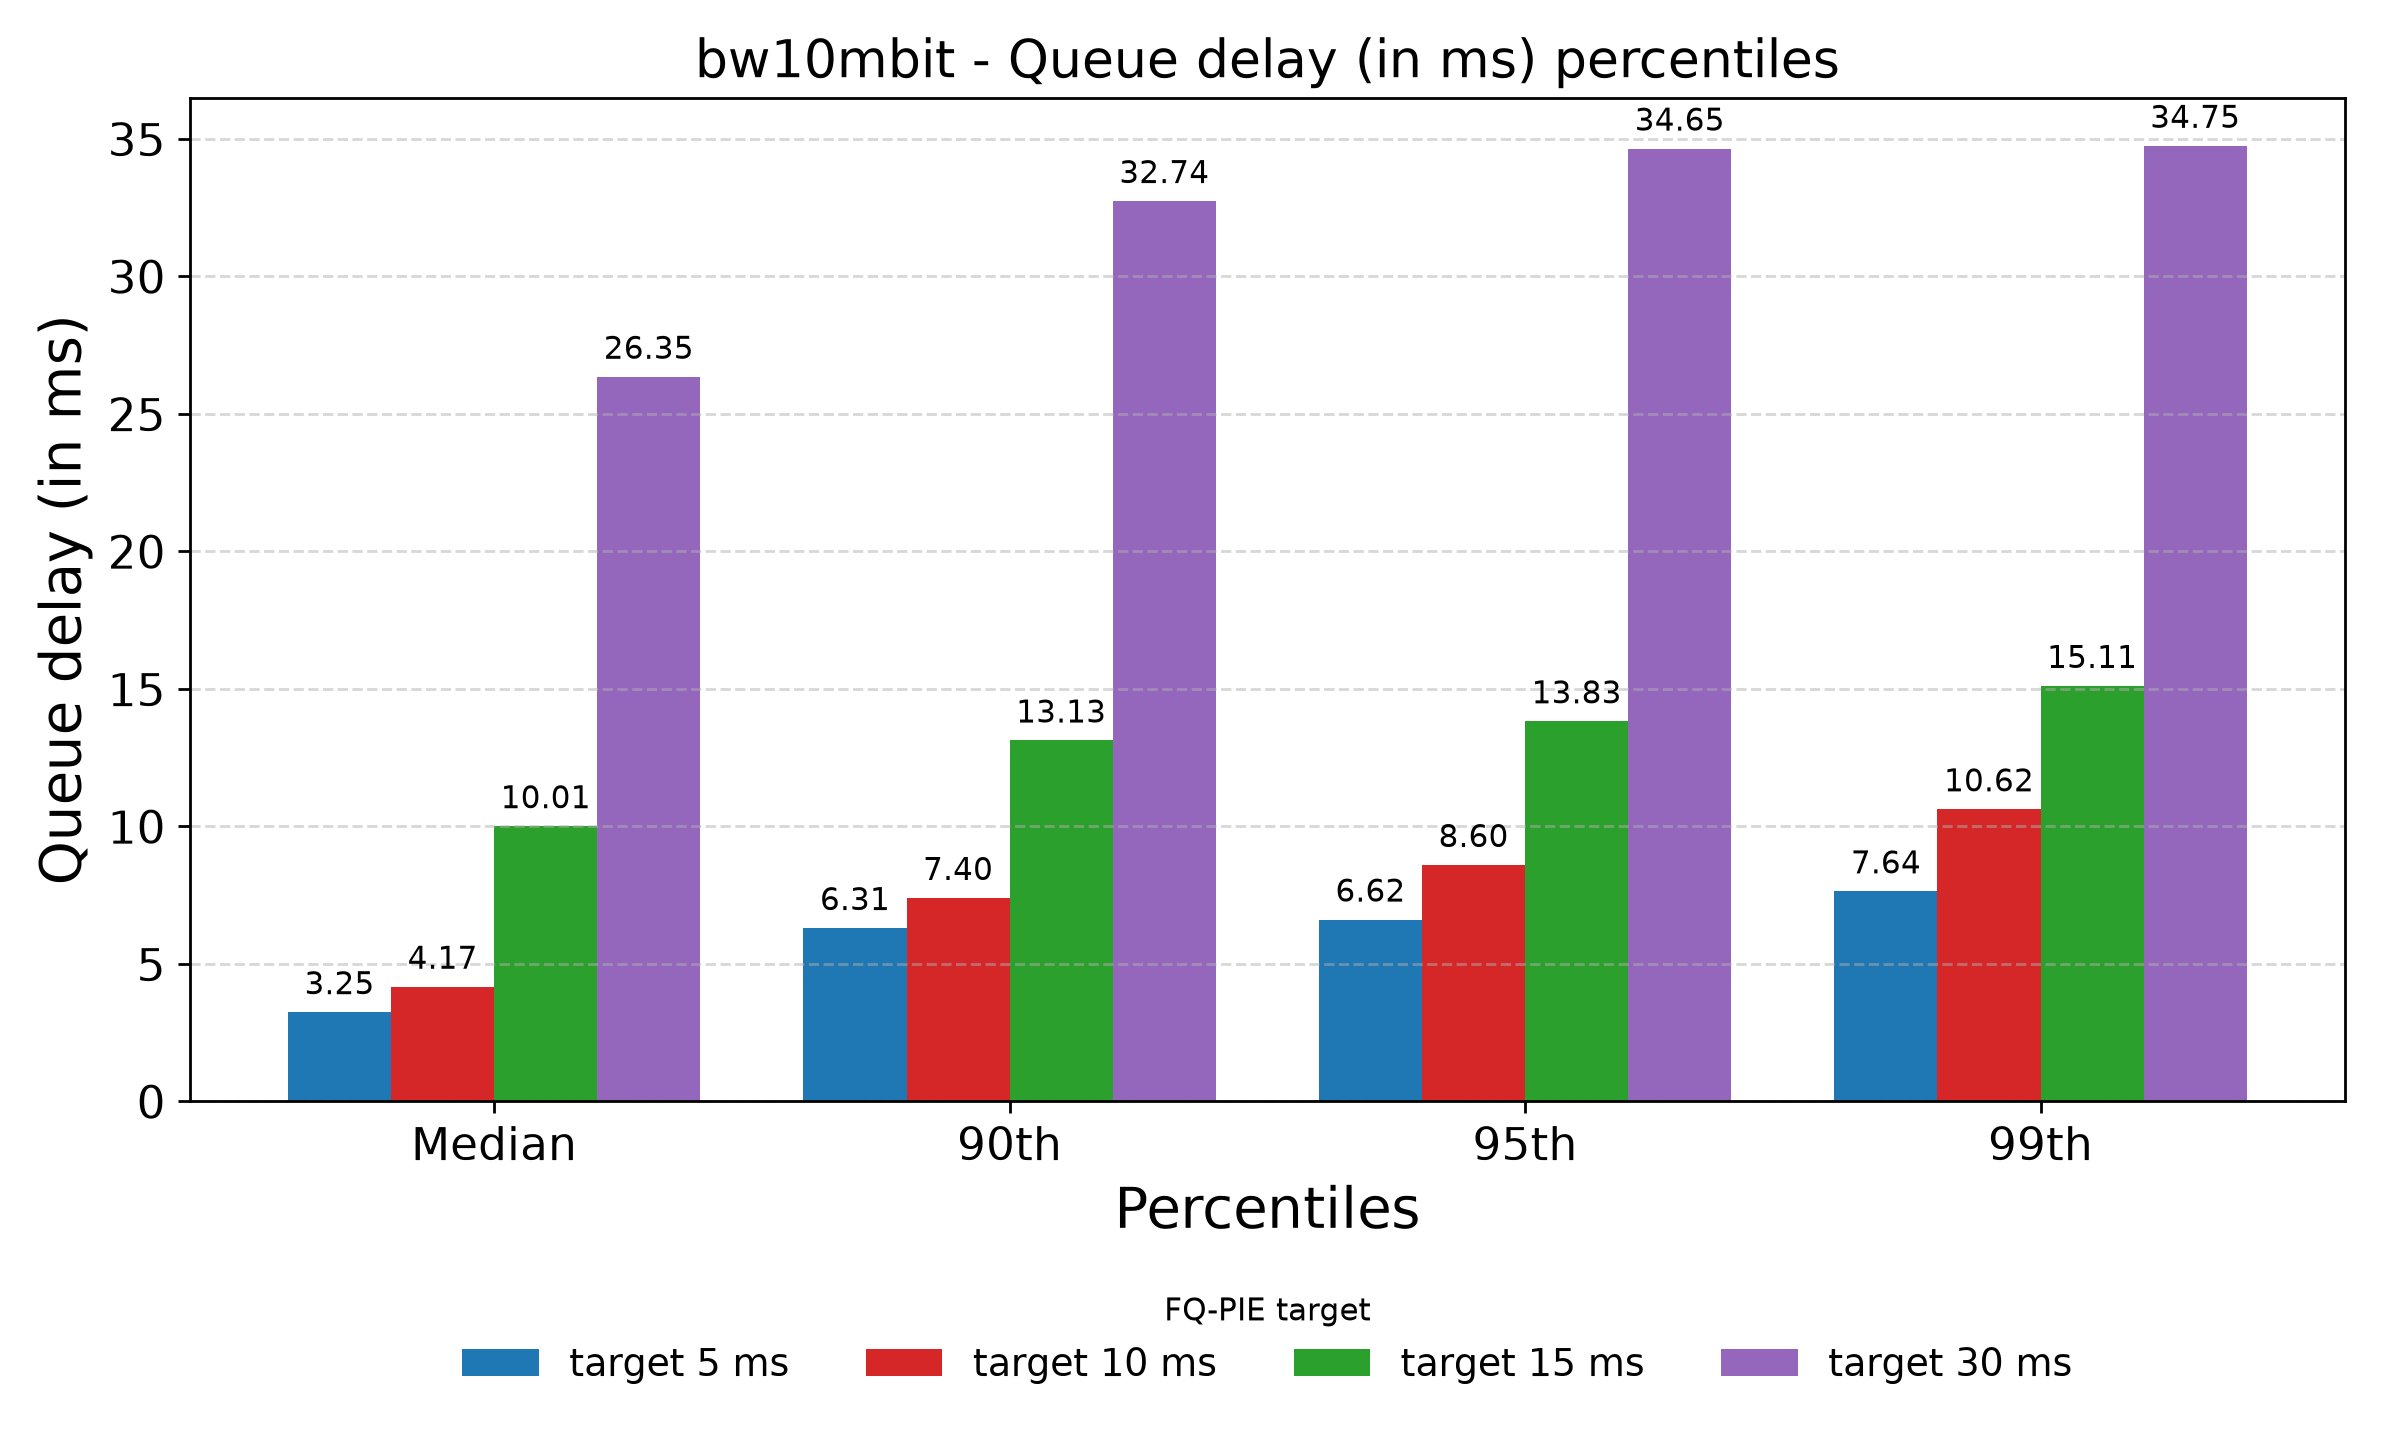 bw10mbit - Queue delay (in ms) percentiles
Queue delay (in ms)
35
30
25
20
15
10
5
0
3.25
4.17
10.01
26.35
6.31
7.40
13.13
32.74
6.62
8.60
13.83
34.65
7.64
10.62
15.11
34.75
Median
90th
95th
99th
Percentiles
FQ-PIE target
target 5 ms
target 10 ms
target 15 ms
target 30 ms